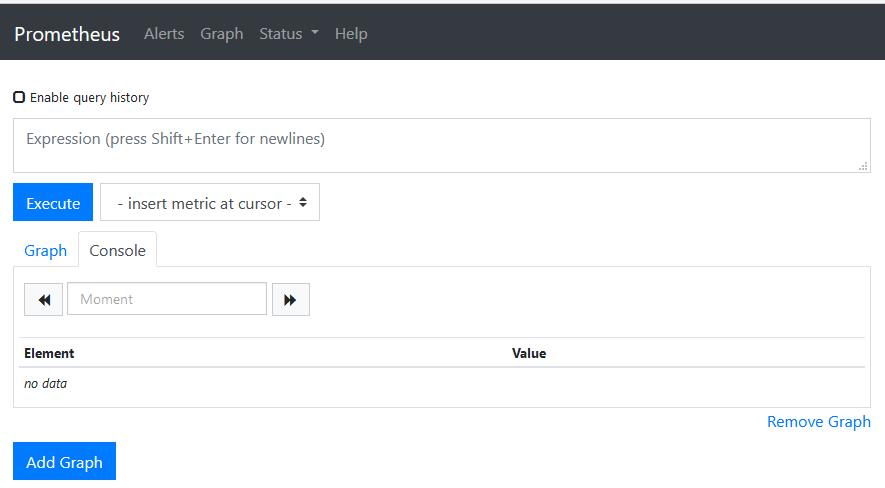 Prometheus Alerts Graph Status Help
Enable query history
Expression (press Shift+Enter for newlines)
Execute - insert metric at cursor -
Graph Console
Moment
Element Value
no data
Remove Graph
Add Graph